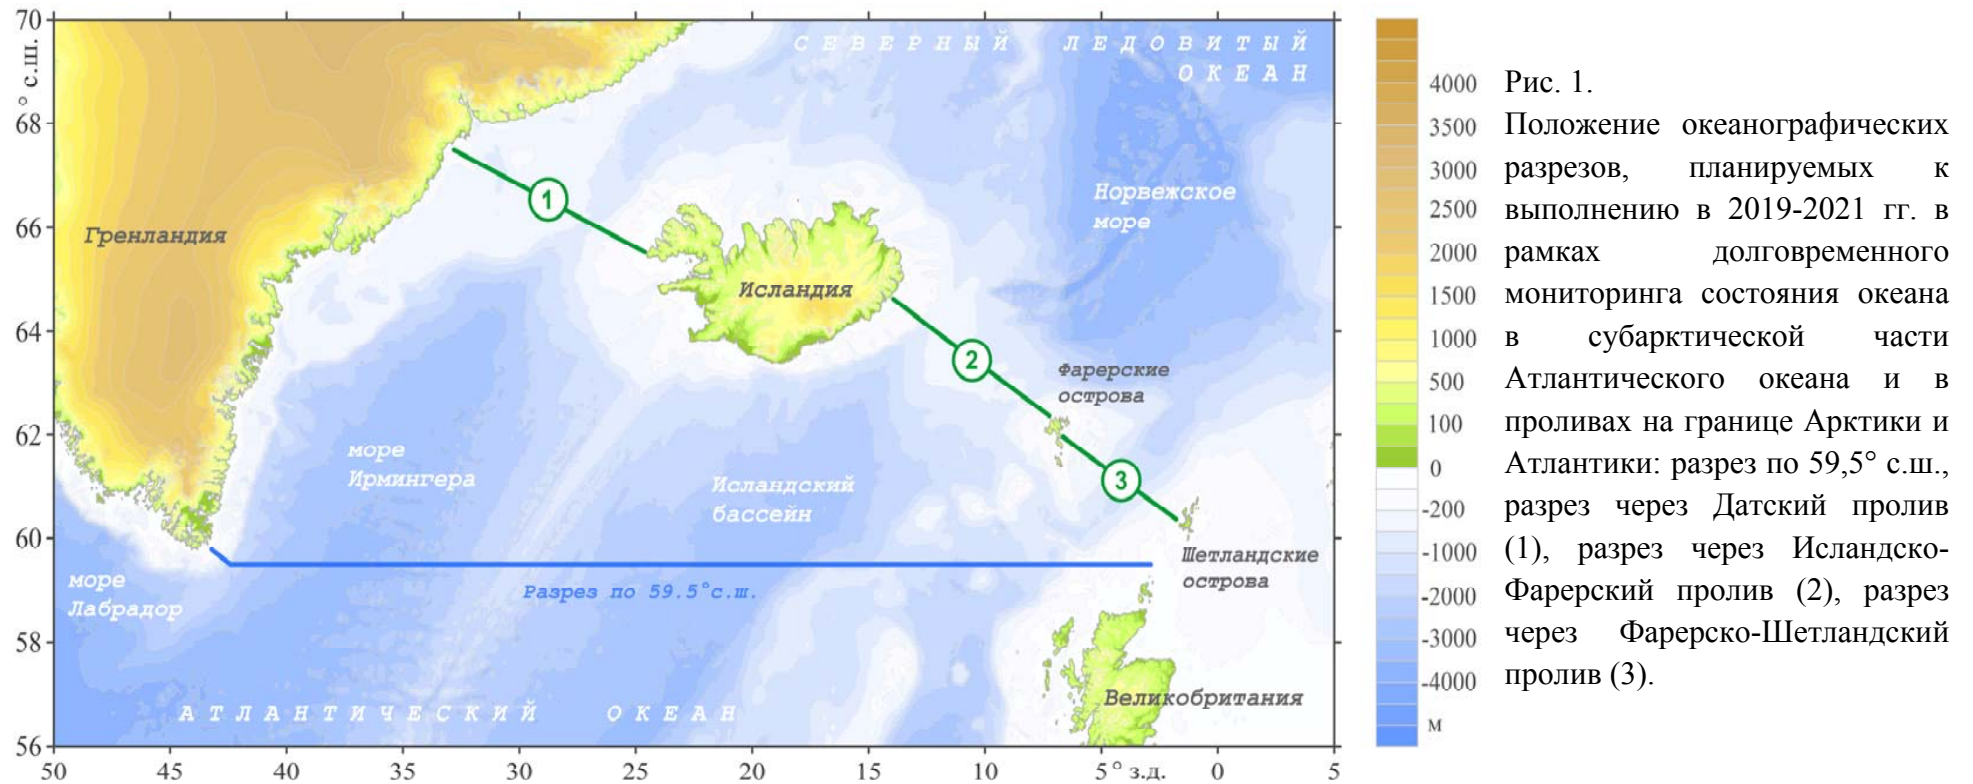 70
68
66
64
62
60
58
56
° с.ш.
СЕВЕРНЫЙ ЛЕДОВИТЫЙ
ОКЕАН
Норвежское
море
Гренландия
1
Исландия
2
Фарерские
острова
3
море
Ирмингера
Исландский
бассейн
Шетландские
острова
море
Лабрадор
Разрез по 59.5°с.ш.
Великобритания
АТЛАНТИЧЕСКИЙ ОКЕАН
50 45 40 35 30 25 20 15 10 5° з.д. 0 5
4000
3500
3000
2500
2000
1500
1000
500
100
0
-200
-1000
-2000
-3000
-4000
м
Рис. 1.
Положение океанографических
разрезов, планируемых к
выполнению в 2019-2021 гг. в
рамках долговременного
мониторинга состояния океана
в субарктической части
Атлантического океана и в
проливах на границе Арктики и
Атлантики: разрез по 59,5° с.ш.,
разрез через Датский пролив
(1), разрез через Исландско-
Фарерский пролив (2), разрез
через Фарерско-Шетландский
пролив (3).